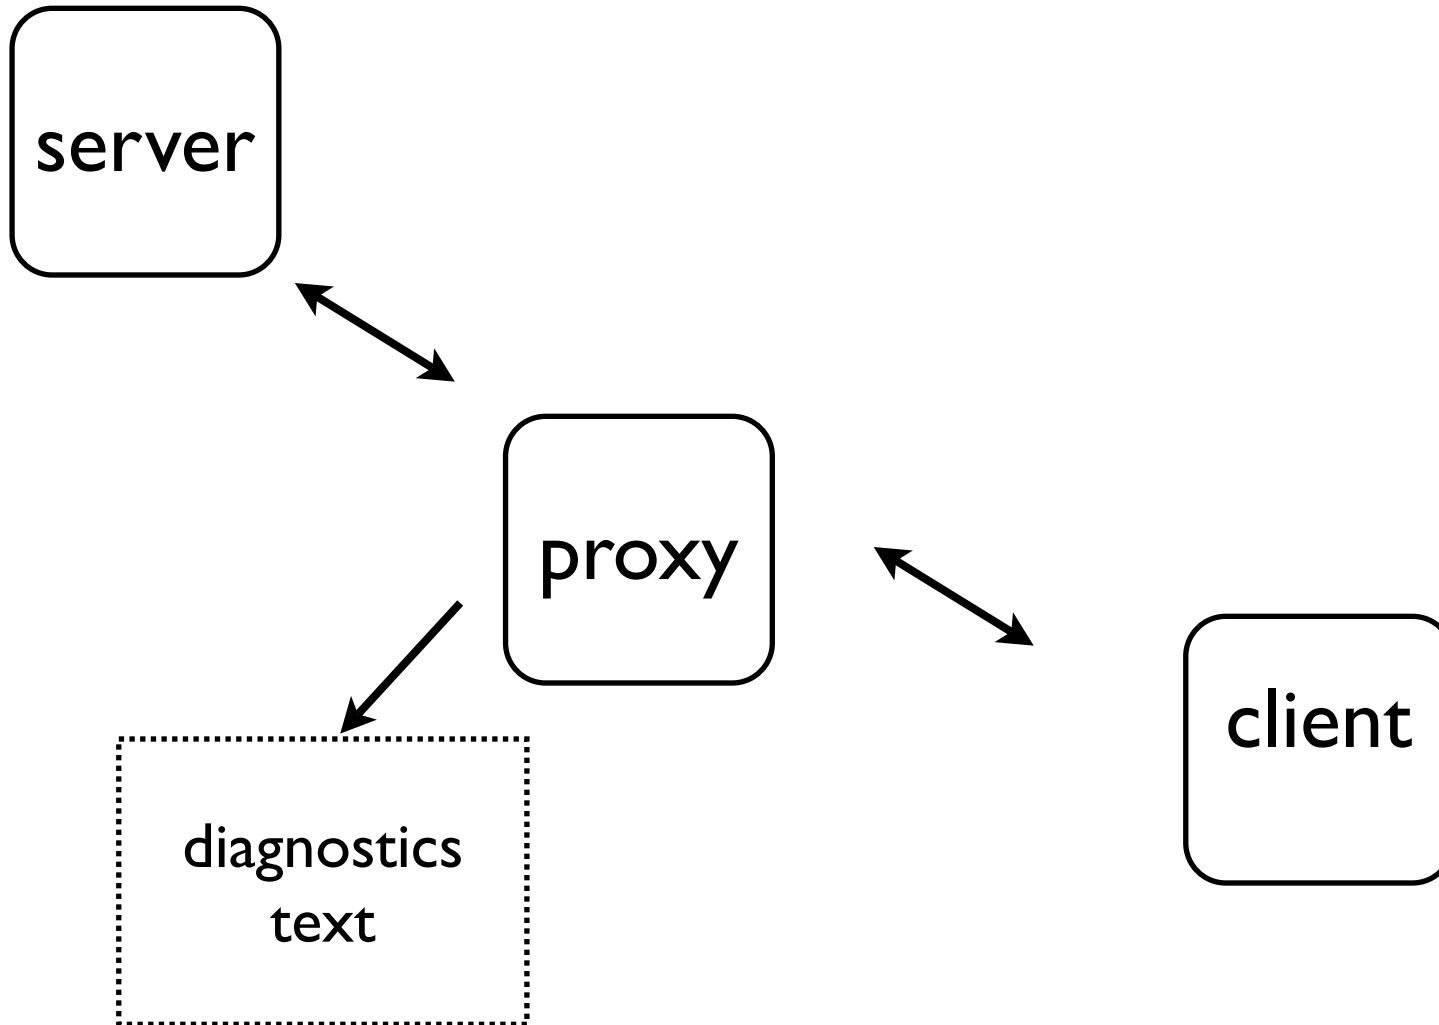 server
proxy
client
diagnostics
text